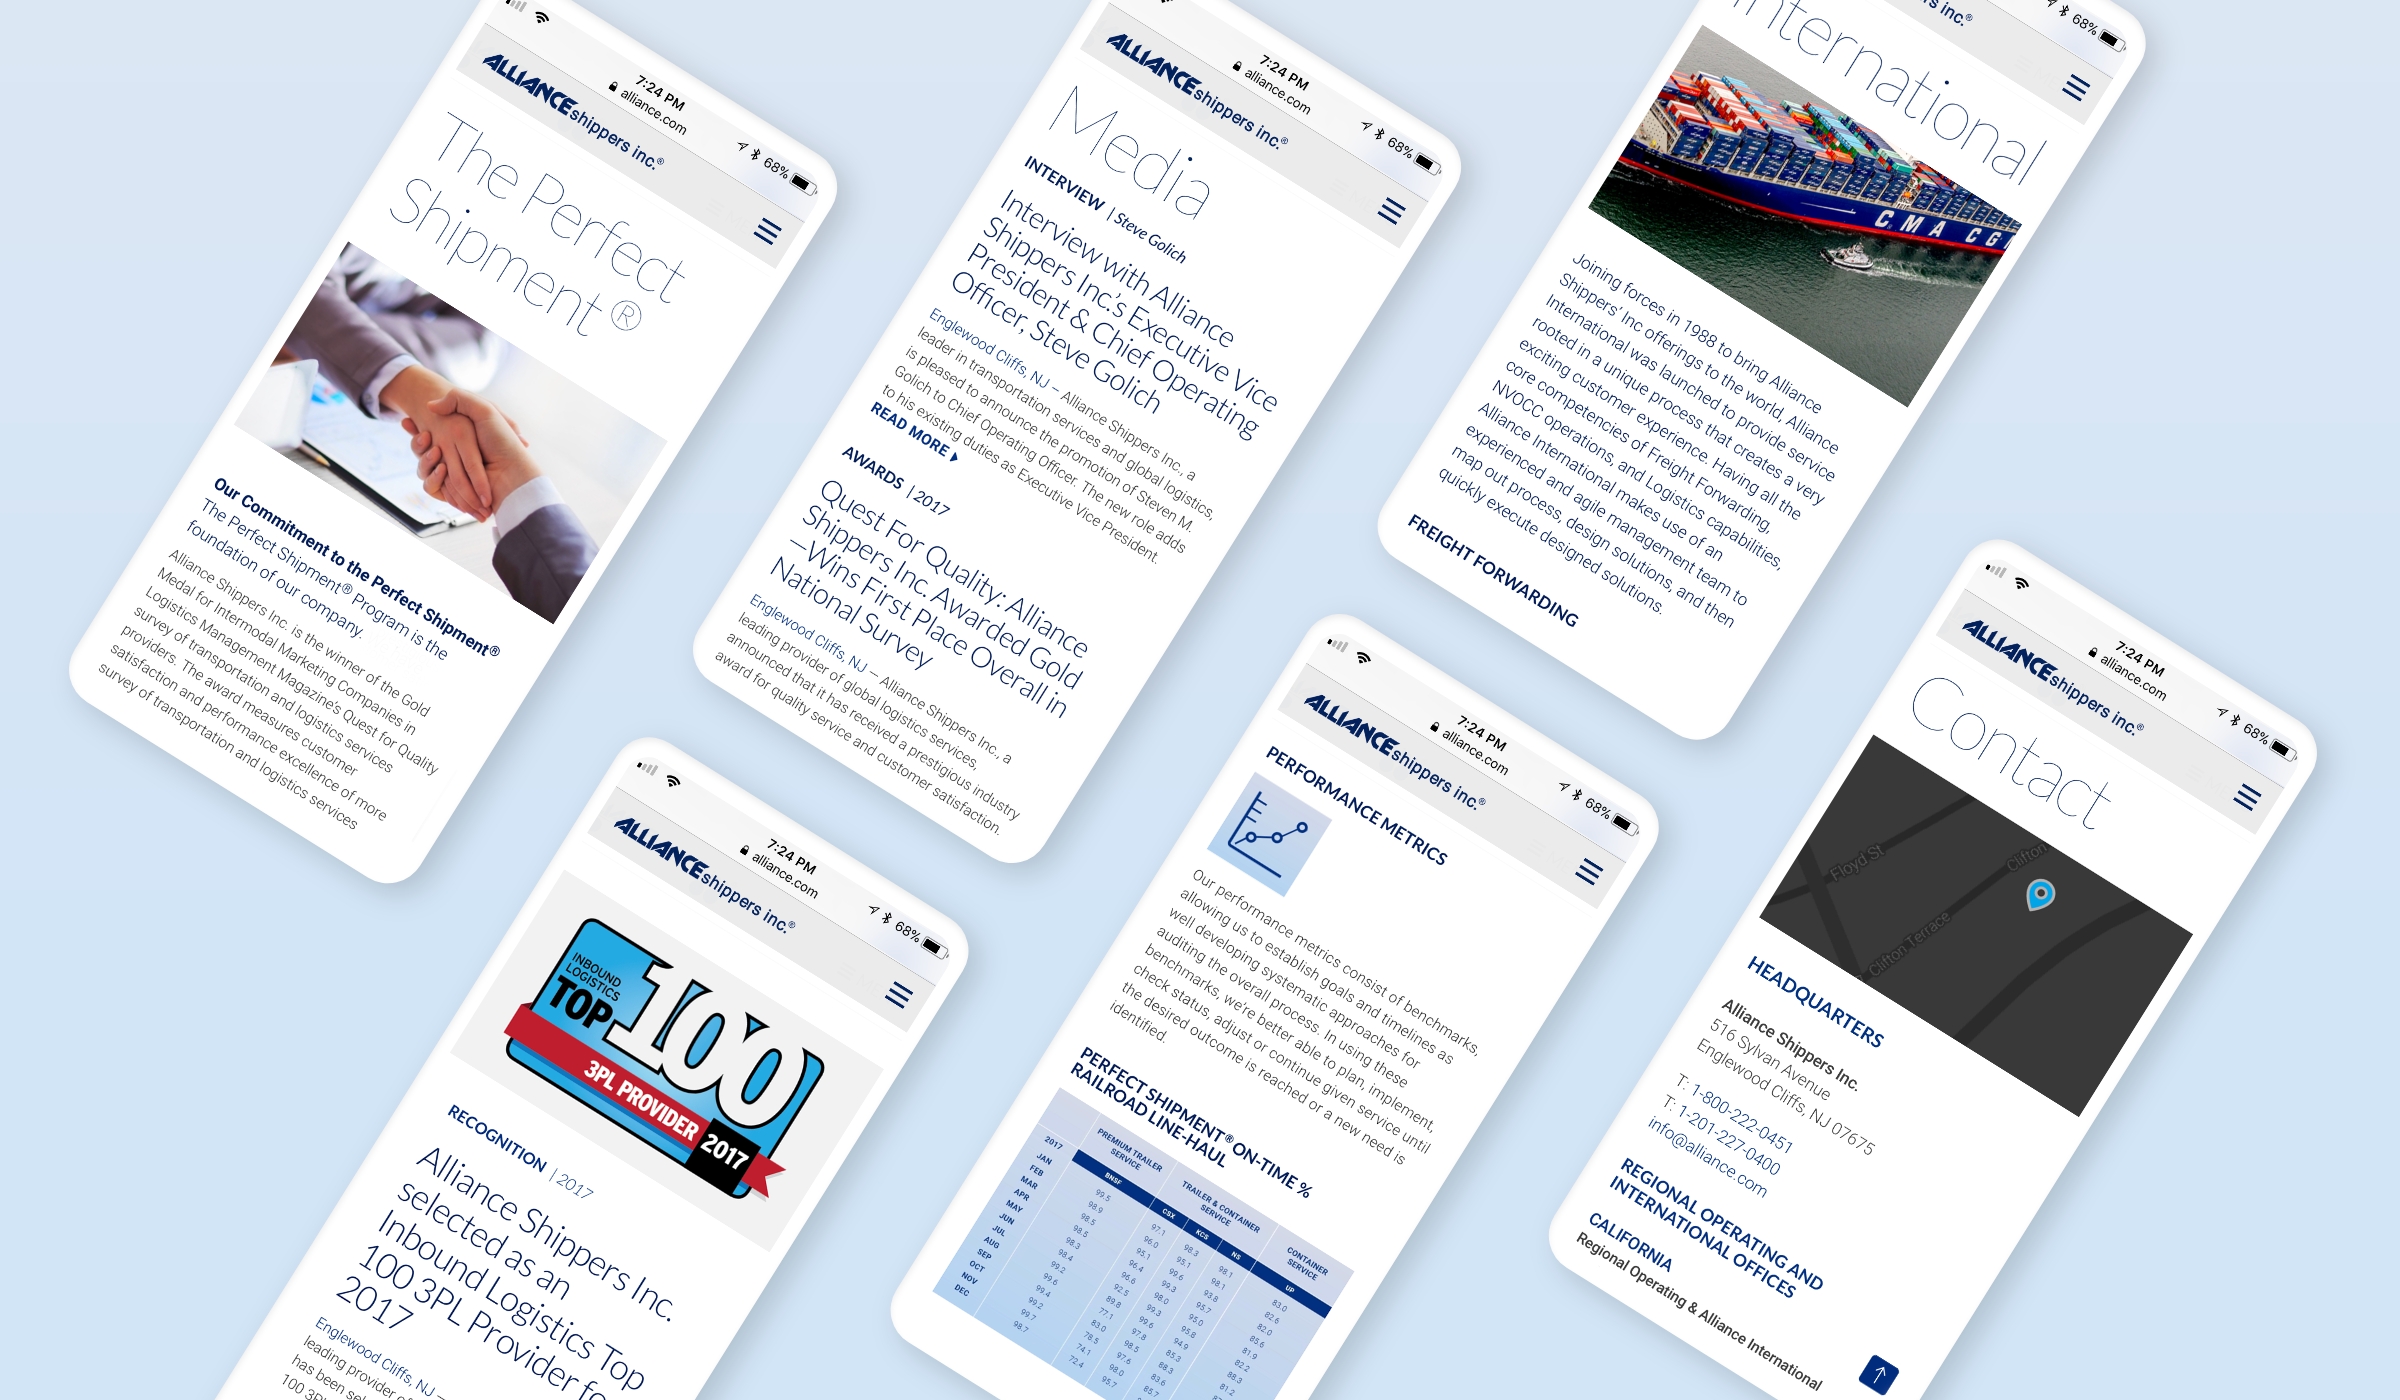 7:24 PM
alliance.com
68%
ALLIANCE shippers inc.®
The Perfect
Shipment®
Our Commitment to the Perfect Shipment®
The Perfect Shipment® Program is the
foundation of our company.
Alliance Shippers Inc. is the winner of the Gold
Medal for Intermodal Marketing Companies in
Logistics Management Magazine's Quest for Quality
survey of transportation and logistics services
providers. The award measures customer
satisfaction and performance excellence of more
survey of transportation and logistics services
7:24 PM
alliance.com
68%
ALLIANCE shippers inc.®
Media
INTERVIEW | Steve Golich
Interview with Alliance
Shippers Inc.'s Executive Vice
President & Chief Operating
Officer, Steve Golich
Englewood Cliffs, NJ – Alliance Shippers Inc., a
leader in transportation services and global logistics,
is pleased to announce the promotion of Steven M.
Golich to Chief Operating Officer. The new role adds
to his existing duties as Executive Vice President.
READ MORE
AWARDS | 2017
Quest For Quality: Alliance
Shippers Inc. Awarded Gold
—Wins First Place Overall in
National Survey
Englewood Cliffs, NJ — Alliance Shippers Inc., a
leading provider of global logistics services,
announced that it has received a prestigious industry
award for quality service and customer satisfaction.
68%
inc.®
International
CMA CG
Joining forces in 1988 to bring Alliance
Shippers' Inc offerings to the world, Alliance
International was launched to provide service
rooted in a unique process that creates a very
exciting customer experience. Having all the
core competencies of Freight Forwarding,
NVOCC operations, and Logistics capabilities,
Alliance International makes use of an
experienced and agile management team to
map out process, design solutions, and then
quickly execute designed solutions.
FREIGHT FORWARDING
7:24 PM
alliance.com
68%
ALLIANCE shippers inc.®
INBOUND
LOGISTICS
TOP 100
3PL PROVIDER 2017
RECOGNITION | 2017
Alliance Shippers Inc.
selected as an
Inbound Logistics Top
100 3PL Provider fo
2017
Englewood Cliffs, NJ —
leading provider of
has been sel
100 3P
7:24 PM
alliance.com
68%
ALLIANCE shippers inc.®
PERFORMANCE METRICS
Our performance metrics consist of benchmarks,
allowing us to establish goals and timelines as
well developing systematic approaches for
auditing the overall process. In using these
benchmarks, we're better able to plan, implement,
check status, adjust or continue given service until
the desired outcome is reached or a new need is
identified.
PERFECT SHIPMENT® ON-TIME %
RAILROAD LINE-HAUL
2017 PREMIUM TRAILER SERVICE TRAILER & CONTAINER SERVICE CONTAINER SERVICE
BNSF CSX KCS NS UP
JAN 99.5 97.1 98.3 98.1 83.0
FEB 98.9 96.0 95.1 98.1 82.6
MAR 98.5 95.1 99.6 93.8 82.0
APR 98.5 96.4 99.3 95.7 85.6
MAY 98.3 96.6 98.0 95.0 81.9
JUN 98.4 92.5 99.3 95.8 82.2
JUL 99.2 89.8 99.6 94.9 88.3
AUG 99.6 77.1 97.8 85.3 81.2
SEP 99.4 83.0 98.5 88.3
OCT 99.2 78.5 97.6 83.6
NOV 99.7 74.1 98.0 85.7
DEC 98.7 72.4 95.7
7:24 PM
alliance.com
68%
ALLIANCE shippers inc.®
Contact
Floyd St
Clifton
Clifton Terrace
HEADQUARTERS
Alliance Shippers Inc.
516 Sylvan Avenue
Englewood Cliffs, NJ 07675
T: 1-800-222-0451
T: 1-201-227-0400
info@alliance.com
REGIONAL OPERATING AND
INTERNATIONAL OFFICES
CALIFORNIA
Regional Operating & Alliance International